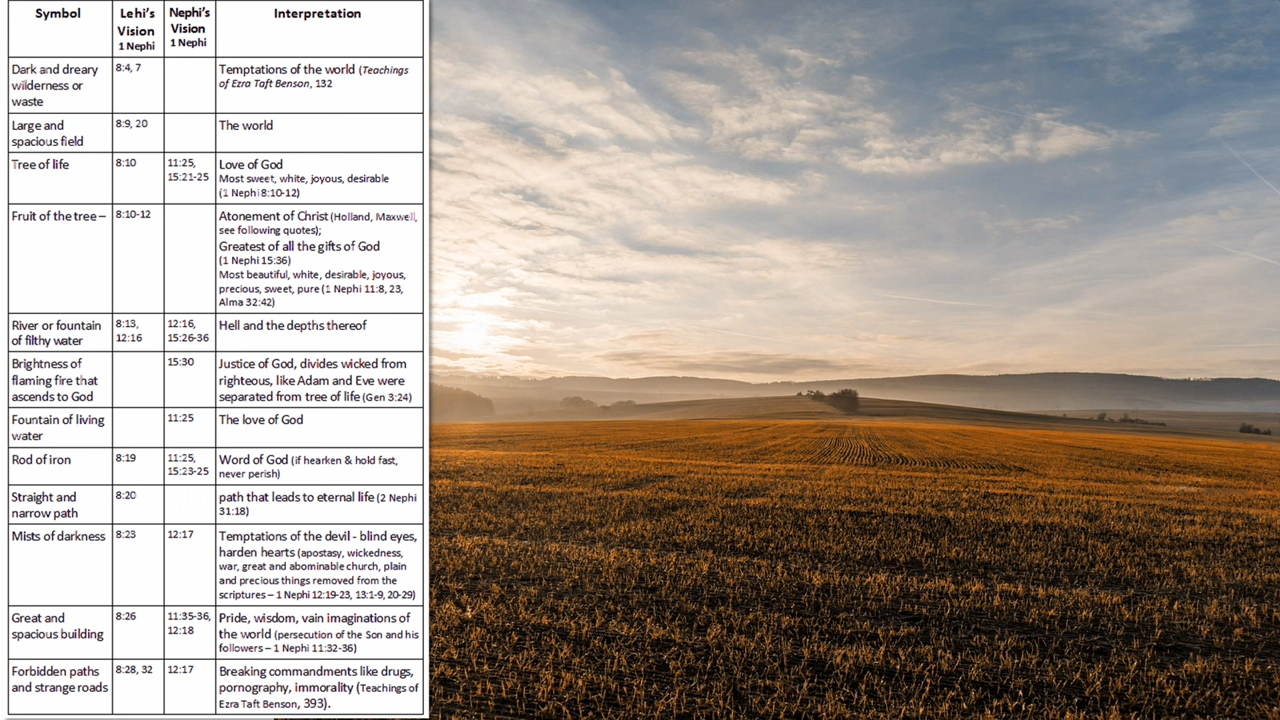 Symbol
Lehi's
Vision
1 Nephi
Nephi's
Vision
1 Nephi
Interpretation
Dark and dreary
wilderness or
waste
8:4, 7
Temptations of the world (Teachings
of Ezra Taft Benson, 132
Large and
spacious field
8:9, 20
The world
Tree of life
8:10
11:25,
15:21-25
Love of God
Most sweet, white, joyous, desirable
(1 Nephi 8:10-12)
Fruit of the tree –
8:10-12
Atonement of Christ (Holland, Maxwell,
see following quotes);
Greatest of all the gifts of God
(1 Nephi 15:36)
Most beautiful, white, desirable, joyous,
precious, sweet, pure (1 Nephi 11:8, 23,
Alma 32:42)
River or fountain
of filthy water
8:13,
12:16
12:16,
15:26-36
Hell and the depths thereof
Brightness of
flaming fire that
ascends to God
15:30
Justice of God, divides wicked from
righteous, like Adam and Eve were
separated from tree of life (Gen 3:24)
Fountain of living
water
11:25
The love of God
Rod of iron
8:19
11:25,
15:23-25
Word of God (if hearken & hold fast,
never perish)
Straight and
narrow path
8:20
path that leads to eternal life (2 Nephi
31:18)
Mists of darkness
8:23
12:17
Temptations of the devil - blind eyes,
harden hearts (apostasy, wickedness,
war, great and abominable church, plain
and precious things removed from the
scriptures – 1 Nephi 12:19-23, 13:1-9, 20-29)
Great and
spacious building
8:26
11:35-36,
12:18
Pride, wisdom, vain imaginations of
the world (persecution of the Son and his
followers – 1 Nephi 11:32-36)
Forbidden paths
and strange roads
8:28, 32
12:17
Breaking commandments like drugs,
pornography, immorality (Teachings of
Ezra Taft Benson, 393).